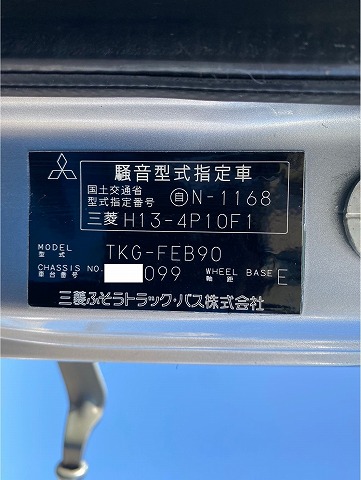 騒音型式指定車
国土交通省
型式指定番号 自N-1168
三菱 H13-4P10F1
MODEL
型式 TKG-FEB90
CHASSIS NO. 099 WHEEL BASE E
車台番号 軸距
三菱ふそうトラック・バス株式会社